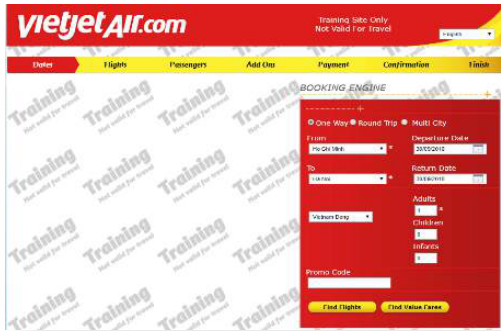 vietjetAir.com
Training Site Only
Not Valid For Travel
English
Dates Flights Passengers Add Ons Payment Confirmation Finish
BOOKING ENGINE
One Way Round Trip Multi City
From Departure Date
Ho Chi Minh *
To Return Date
*
Adults
Vietnam Dong *
Children
Infants
Promo Code
Find Flights Find Value Fares
Training
Not valid for travel